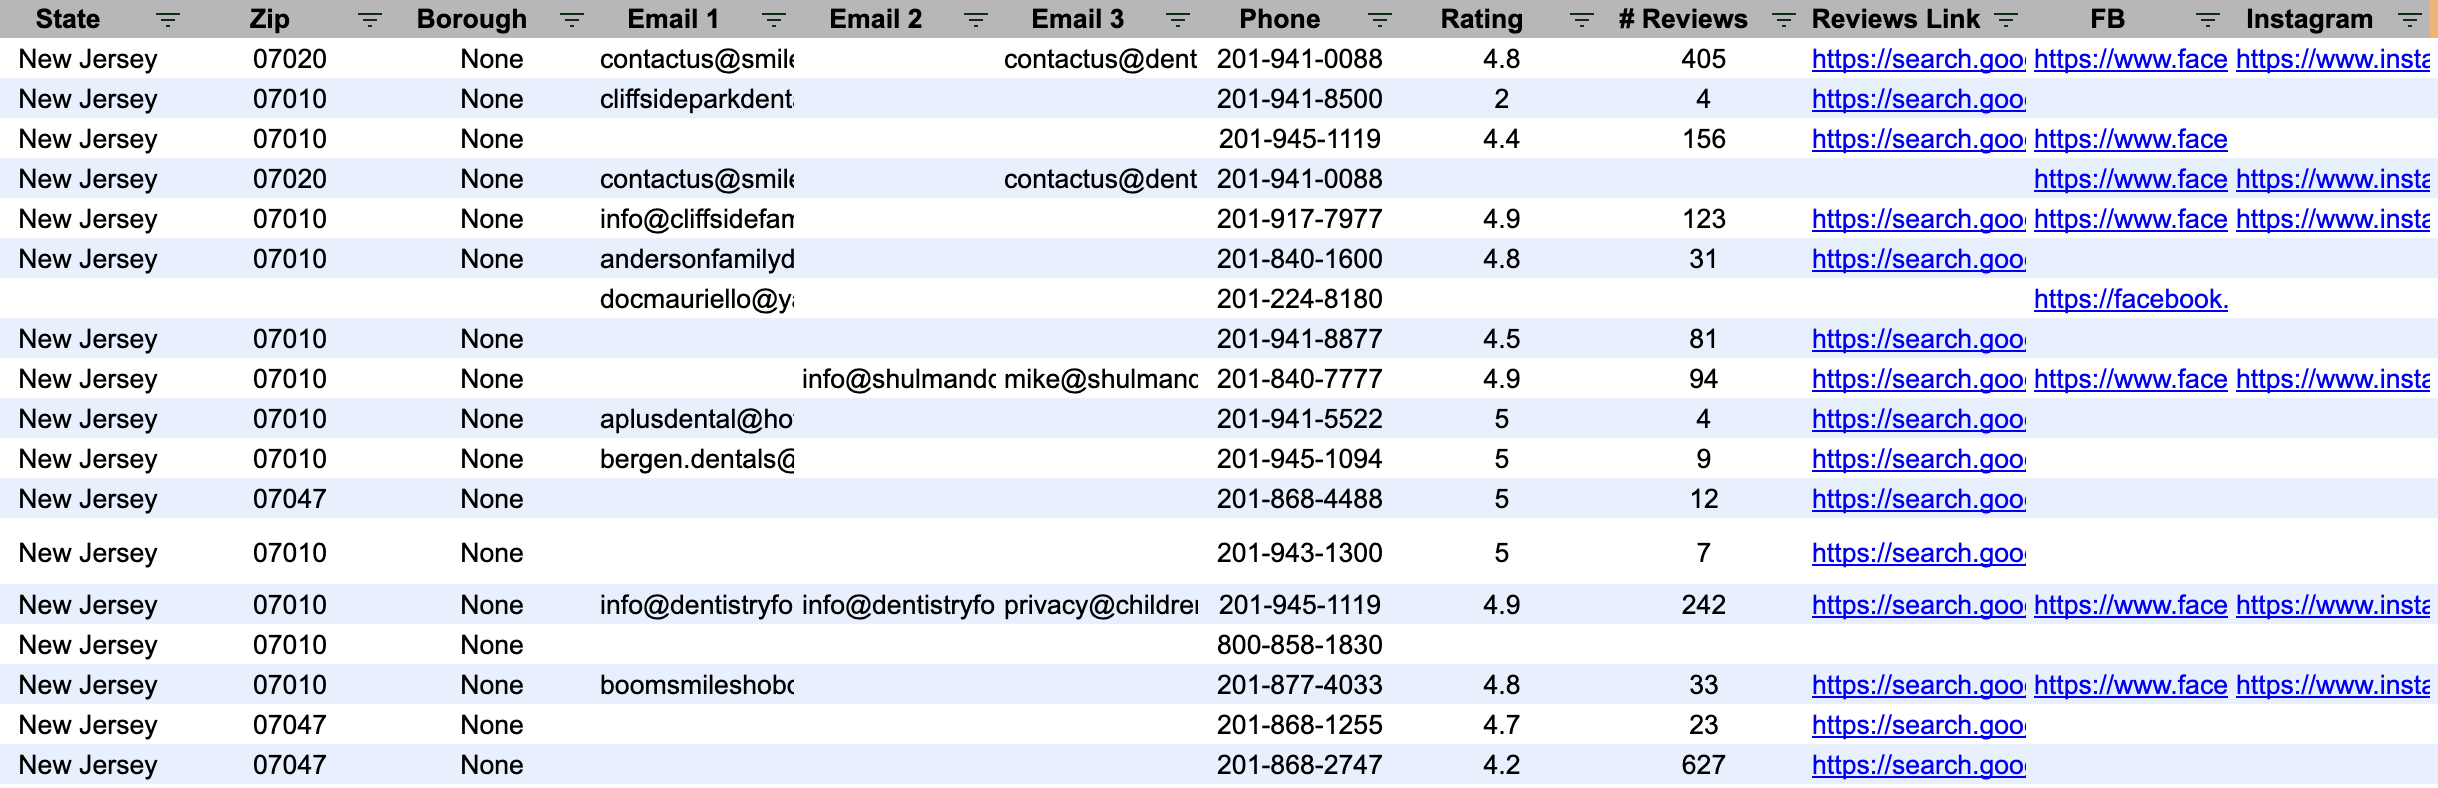 State Zip Borough Email 1 Email 2 Email 3 Phone Rating # Reviews Reviews Link FB Instagram
New Jersey 07020 None contactus@smile contactus@dent 201-941-0088 4.8 405 https://search.goo https://www.face https://www.insta
New Jersey 07010 None cliffsideparkdent 201-941-8500 2 4 https://search.goo
New Jersey 07010 None 201-945-1119 4.4 156 https://search.goo https://www.face
New Jersey 07020 None contactus@smile contactus@dent 201-941-0088 https://www.face https://www.insta
New Jersey 07010 None info@cliffsidefam 201-917-7977 4.9 123 https://search.goo https://www.face https://www.insta
New Jersey 07010 None andersonfamilyd 201-840-1600 4.8 31 https://search.goo
docmauriello@ya 201-224-8180 https://facebook.
New Jersey 07010 None 201-941-8877 4.5 81 https://search.goo
New Jersey 07010 None info@shulmando mike@shulmand 201-840-7777 4.9 94 https://search.goo https://www.face https://www.insta
New Jersey 07010 None aplusdental@ho 201-941-5522 5 4 https://search.goo
New Jersey 07010 None bergen.dentals@ 201-945-1094 5 9 https://search.goo
New Jersey 07047 None 201-868-4488 5 12 https://search.goo
New Jersey 07010 None 201-943-1300 5 7 https://search.goo
New Jersey 07010 None info@dentistryfo info@dentistryfo privacy@children 201-945-1119 4.9 242 https://search.goo https://www.face https://www.insta
New Jersey 07010 None 800-858-1830
New Jersey 07010 None boomsmileshobo 201-877-4033 4.8 33 https://search.goo https://www.face https://www.insta
New Jersey 07047 None 201-868-1255 4.7 23 https://search.goo
New Jersey 07047 None 201-868-2747 4.2 627 https://search.goo